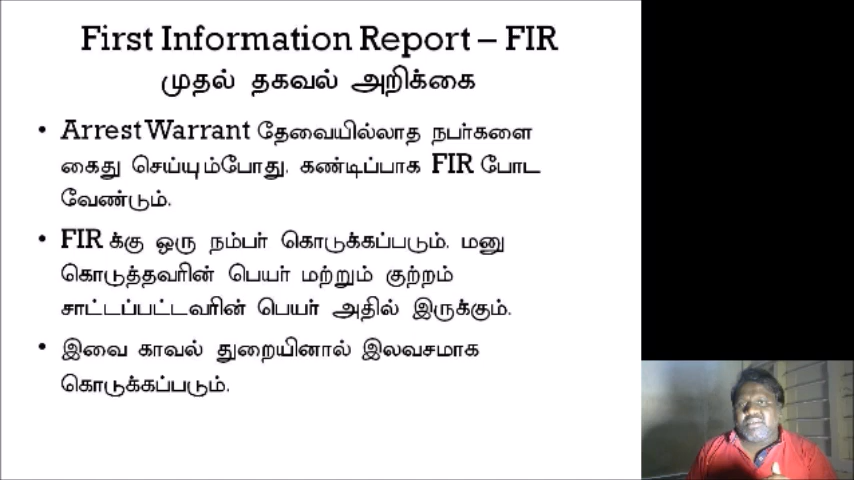 First Information Report – FIR
முதல் தகவல் அறிக்கை
• Arrest Warrant தேவையில்லாத நபர்களை
கைது செய்யும்போது. கண்டிப்பாக FIR போட
வேண்டும்.
• FIR க்கு ஒரு நம்பர் கொடுக்கப்படும். மனு
கொடுத்தவரின் பெயர் மற்றும் குற்றம்
சாட்டப்பட்டவரின் பெயர் அதில் இருக்கும்.
• இவை காவல் துறையினால் இலவசமாக
கொடுக்கப்படும்.